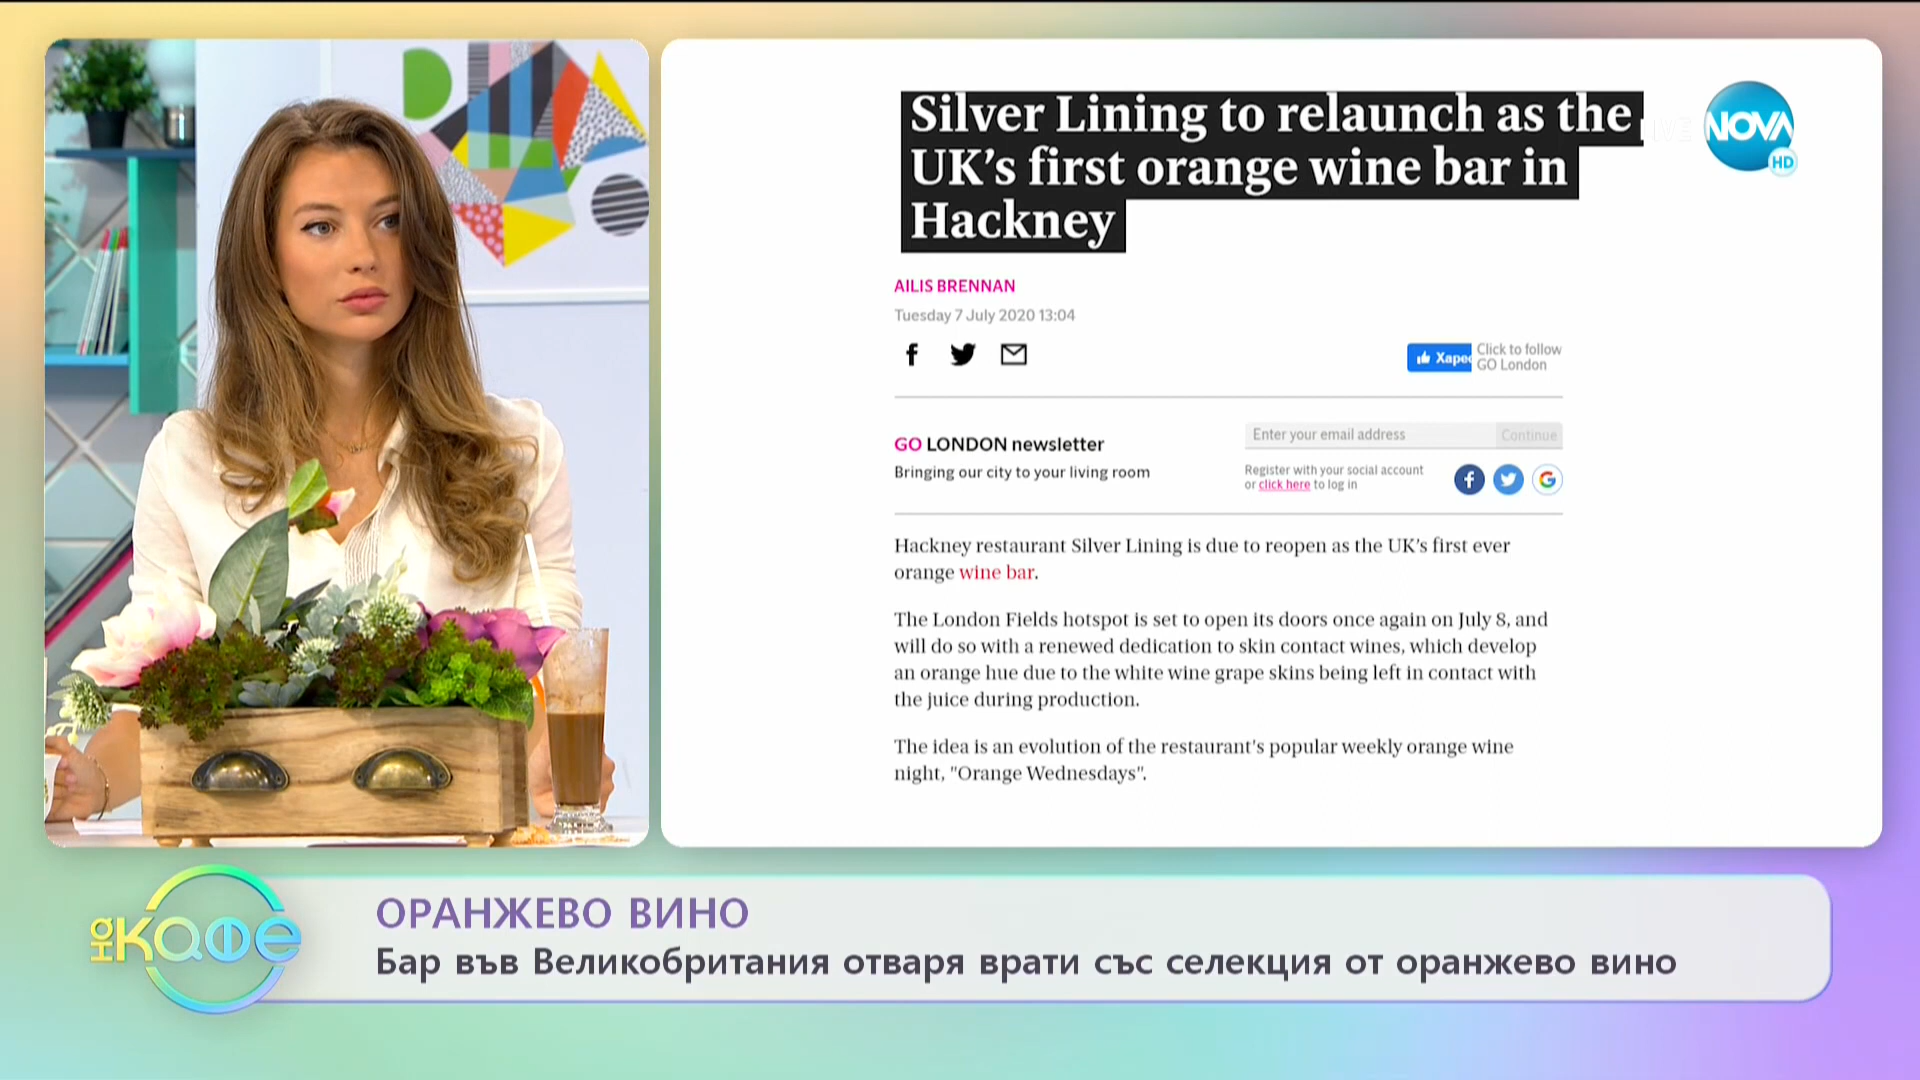 Silver Lining to relaunch as the
UK's first orange wine bar in
Hackney
LIVE
NOVA
HD
AILIS BRENNAN
Tuesday 7 July 2020 13:04
Харес
Click to follow
GO London
GO LONDON newsletter
Bringing our city to your living room
Enter your email address
Continue
Register with your social account
or click here to log in
Hackney restaurant Silver Lining is due to reopen as the UK's first ever
orange wine bar.
The London Fields hotspot is set to open its doors once again on July 8, and
will do so with a renewed dedication to skin contact wines, which develop
an orange hue due to the white wine grape skins being left in contact with
the juice during production.
The idea is an evolution of the restaurant's popular weekly orange wine
night, "Orange Wednesdays".
на кафе
ОРАНЖЕВО ВИНО
Бар във Великобритания отваря врати със селекция от оранжево вино